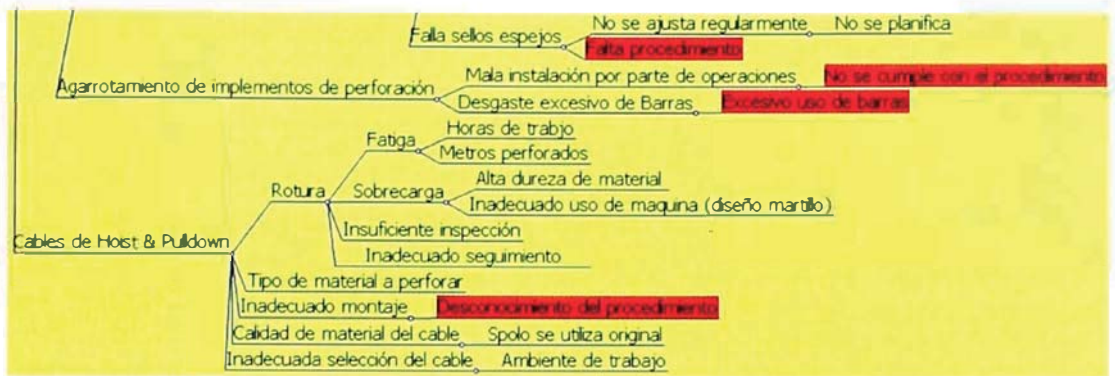 No se ajusta regularmente No se planifica
Falla sellos espejos
Falta procedimiento
Mala instalación por parte de operaciones No se cumple con el procedimiento
Agarrotamiento de implementos de perforación
Desgaste excesivo de Barras Excesivo uso de barras
Horas de trabjo
Fatiga
Metros perforados
Alta dureza de material
Rotura Sobrecarga
Inadecuado uso de maquina (diseño martillo)
Insuficiente inspección
Cables de Hoist & Pulldown
Inadecuado seguimiento
Tipo de material a perforar
Inadecuado montaje Desconocimiento del procedimiento
Calidad de material del cable Spolo se utiliza original
Inadecuada selección del cable Ambiente de trabajo